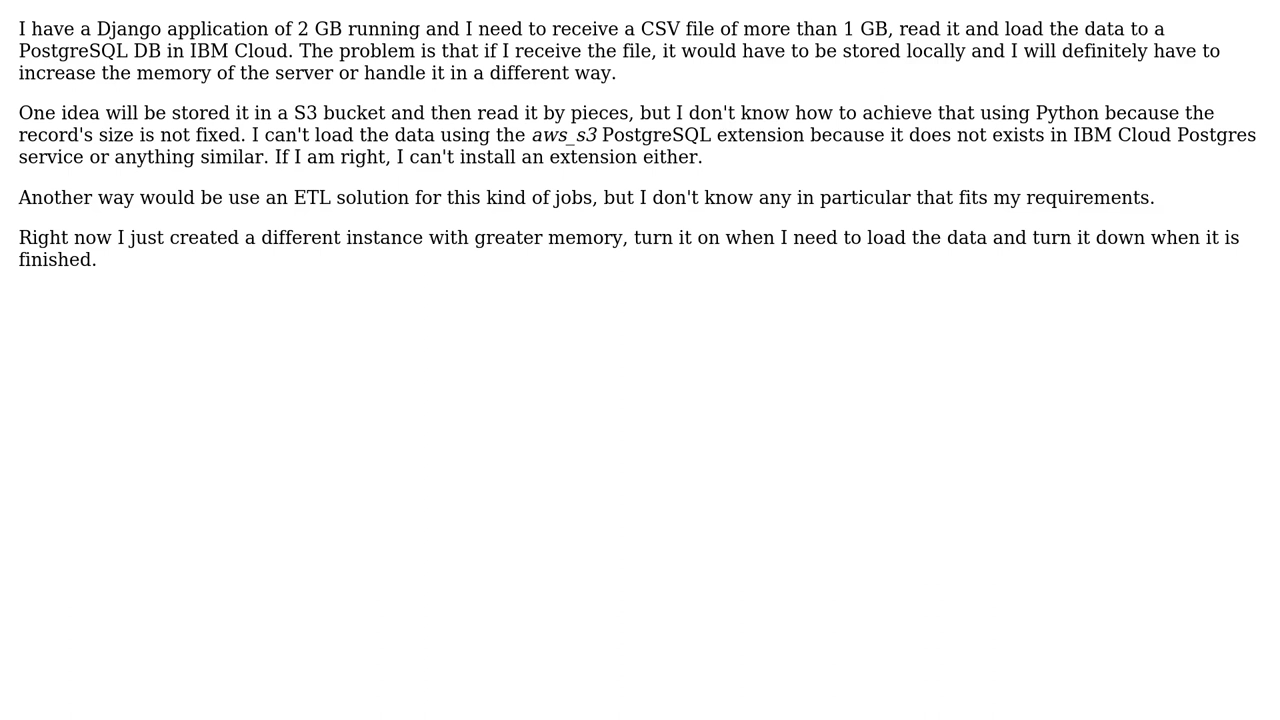 I have a Django application of 2 GB running and I need to receive a CSV file of more than 1 GB, read it and load the data to a
PostgreSQL DB in IBM Cloud. The problem is that if I receive the file, it would have to be stored locally and I will definitely have to
increase the memory of the server or handle it in a different way.
One idea will be stored it in a S3 bucket and then read it by pieces, but I don't know how to achieve that using Python because the
record's size is not fixed. I can't load the data using the aws_s3 PostgreSQL extension because it does not exists in IBM Cloud Postgres
service or anything similar. If I am right, I can't install an extension either.
Another way would be use an ETL solution for this kind of jobs, but I don't know any in particular that fits my requirements.
Right now I just created a different instance with greater memory, turn it on when I need to load the data and turn it down when it is
finished.